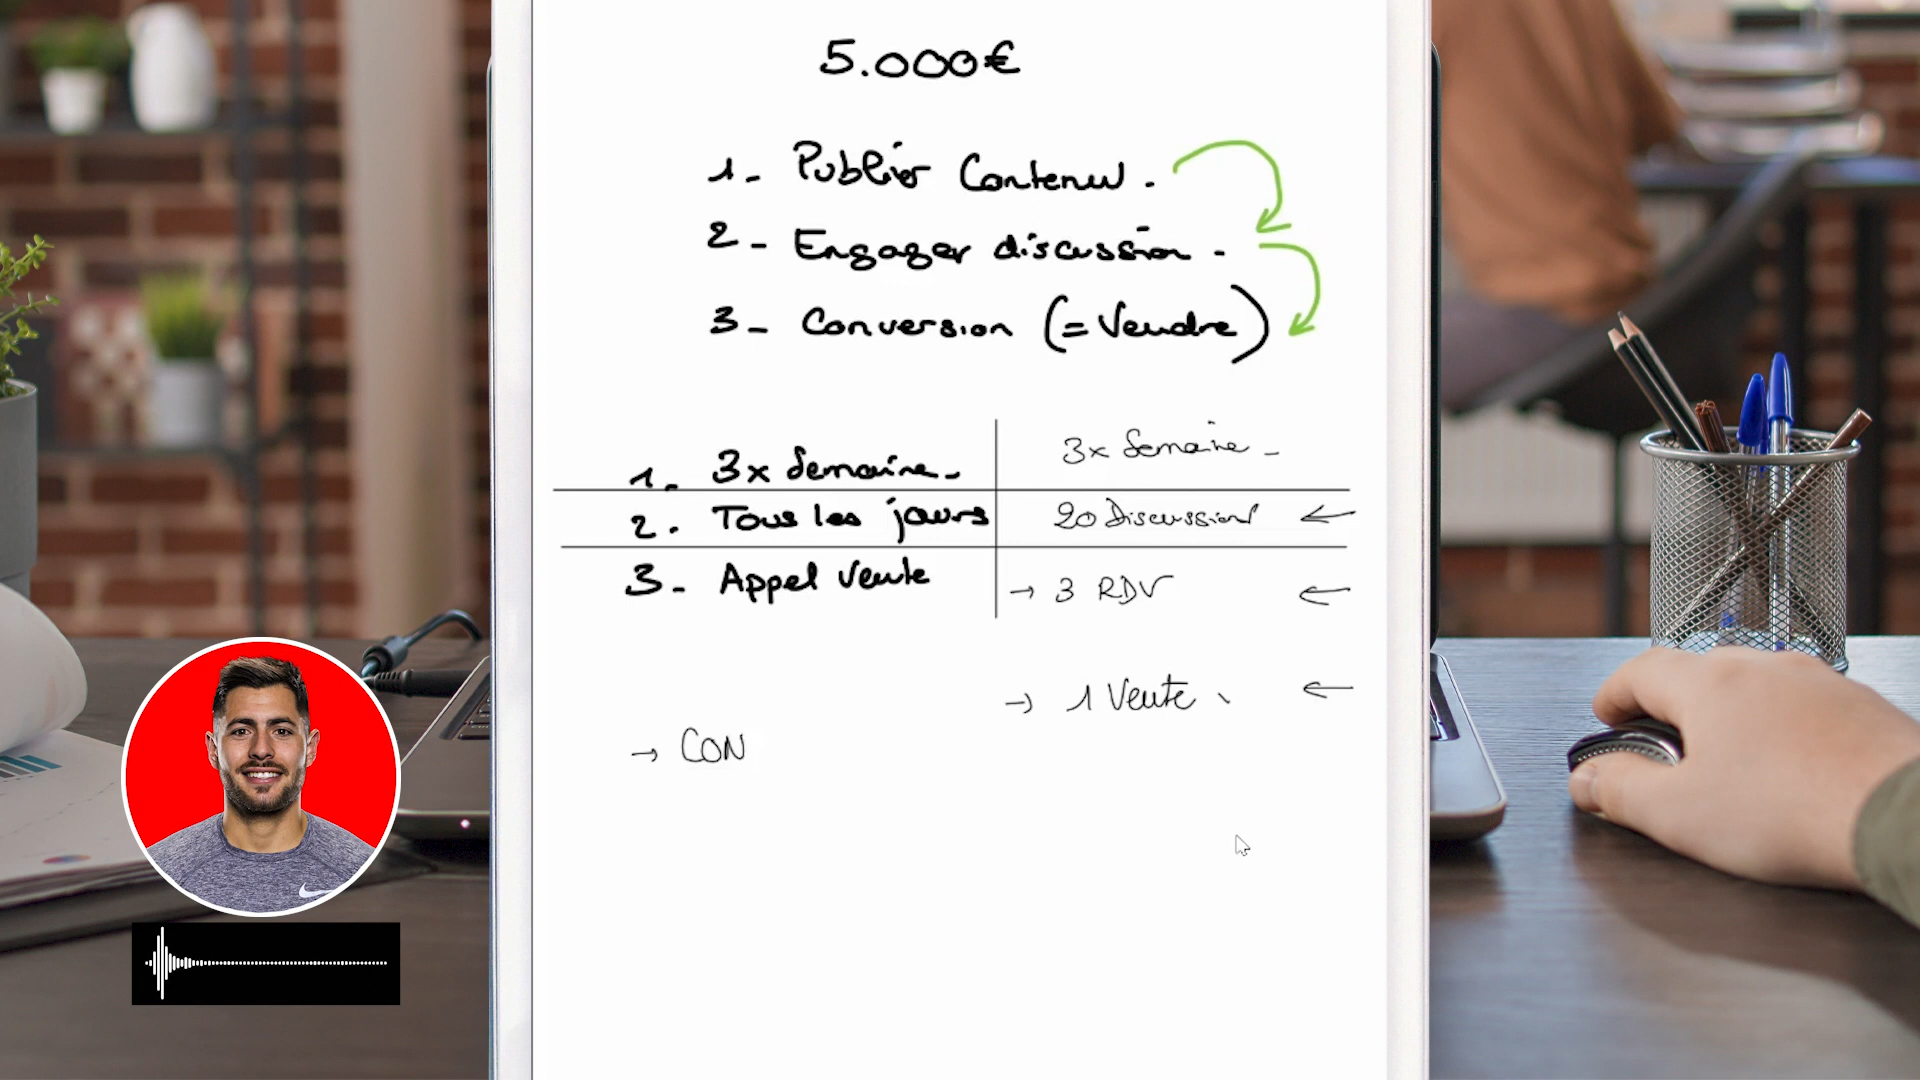 5.000€
1- Publier Contenu.
2- Engager discussion.
3- Conversion (= Vendre)
1. 3x Semaine- 3x Semaine-
2. Tous les jours 20 Discussions ←
3- Appel Vente → 3 RDV ←
→ 1 Vente ←
→ CON